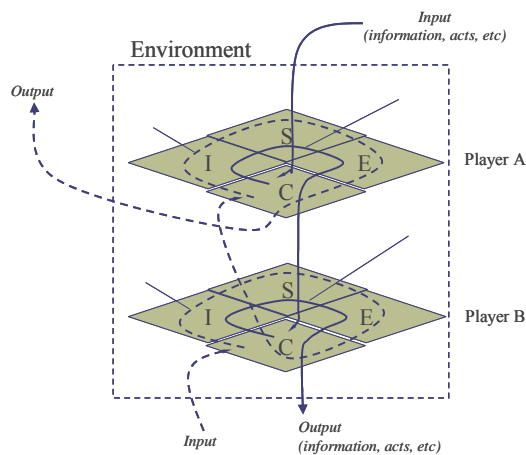 Input
(information, acts, etc)
Environment
Output
S
I
E
C
Player A
S
I
E
C
Player B
Input
Output
(information, acts, etc)